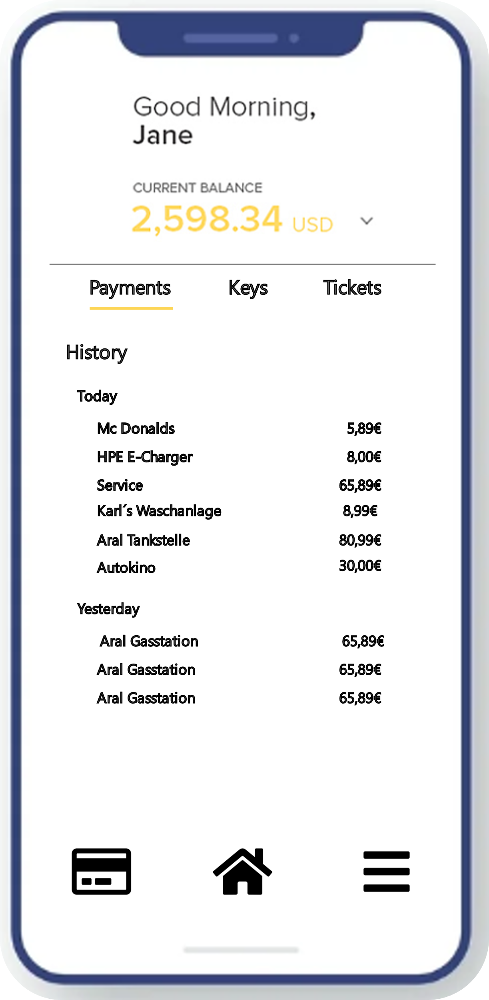 Good Morning,
Jane
CURRENT BALANCE
2,598.34 USD
Payments Keys Tickets
History
Today
Mc Donalds 5,89€
HPE E-Charger 8,00€
Service 65,89€
Karl´s Waschanlage 8,99€
Aral Tankstelle 80,99€
Autokino 30,00€
Yesterday
Aral Gasstation 65,89€
Aral Gasstation 65,89€
Aral Gasstation 65,89€